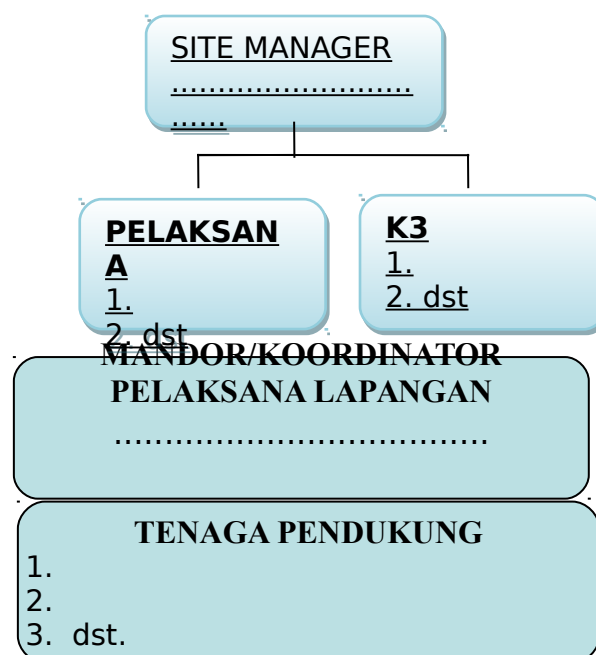 SITE MANAGER
..........................
......
PELAKSAN
A
1.
2. dst
K3
1.
2. dst
MANDOR/KOORDINATOR
PELAKSANA LAPANGAN
.....................................
TENAGA PENDUKUNG
1.
2.
3. dst.